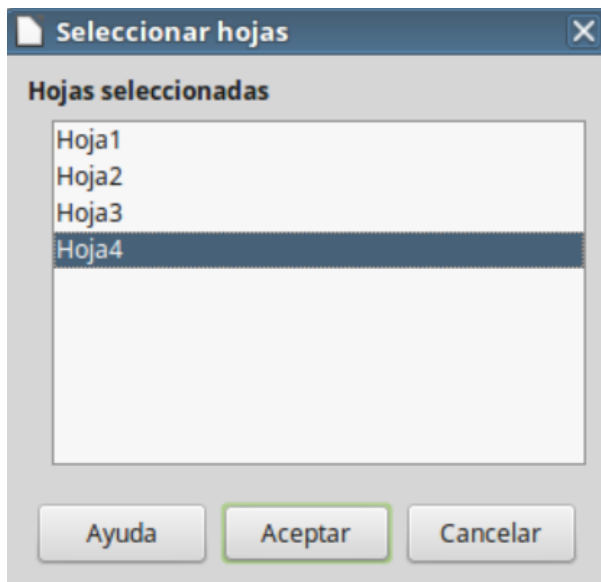 Seleccionar hojas
Hojas seleccionadas
Hoja1
Hoja2
Hoja3
Hoja4
Ayuda Aceptar Cancelar